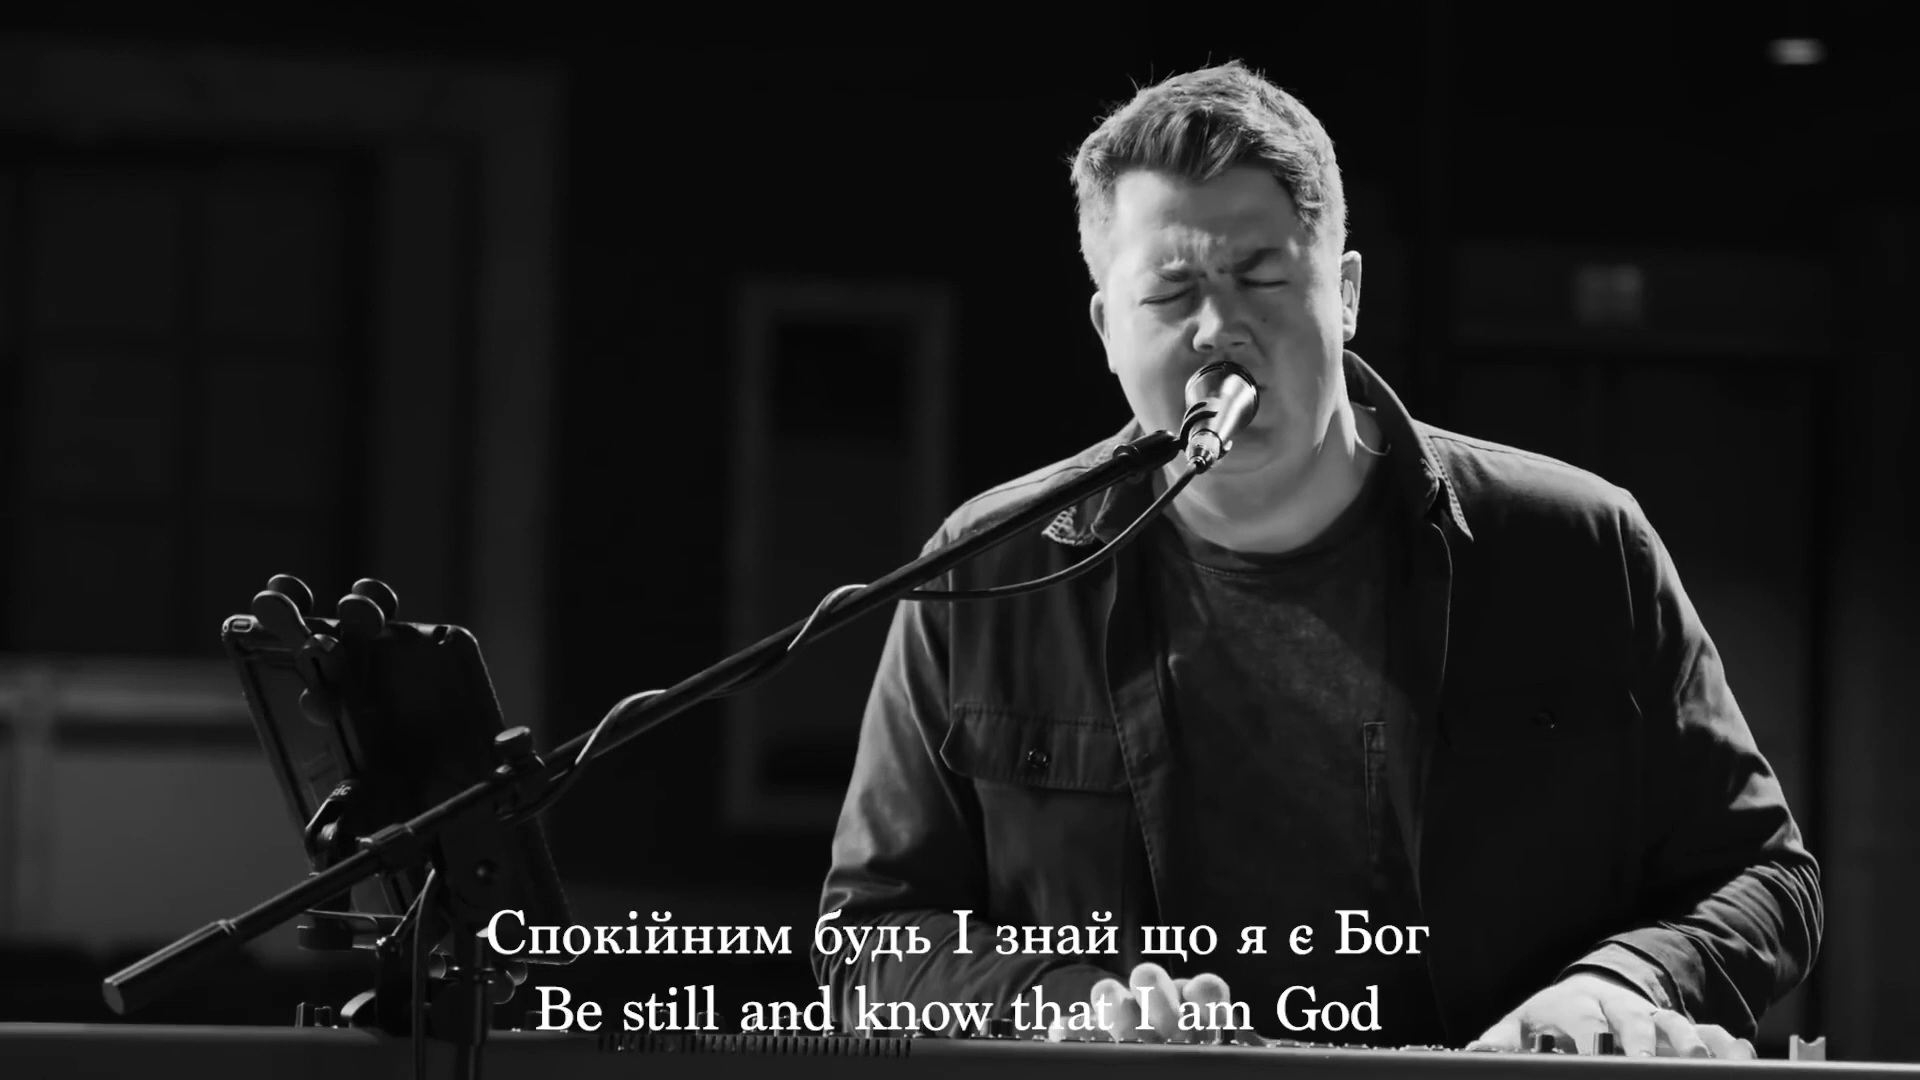 Спокійним будь І знай що я є Бог
Be still and know that I am God